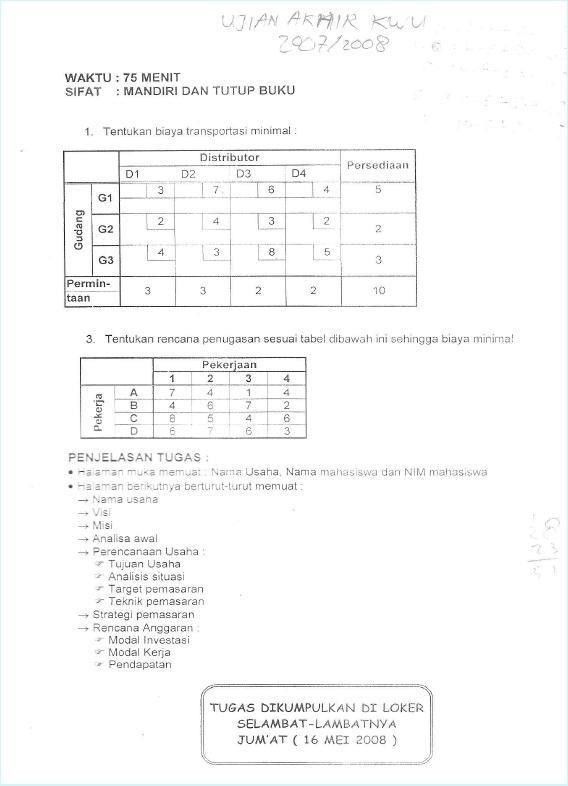 UJIAN AKHIR KWU
2007/2008
WAKTU : 75 MENIT
SIFAT : MANDIRI DAN TUTUP BUKU
1. Tentukan biaya transportasi minimal :
Distributor Persediaan
D1 D2 D3 D4
Gudang
G1 3 7 6 4 5
G2 2 4 3 2 2
G3 4 3 8 5 3
Permin-
taan 3 3 2 2 10
3. Tentukan rencana penugasan sesuai tabel dibawah ini sehingga biaya minimal
Pekerjaan
1 2 3 4
Pekerja
A 7 4 1 4
B 4 6 7 2
C 8 5 4 6
D 6 7 6 3
PENJELASAN TUGAS :
• Halaman muka memuat : Nama Usaha, Nama mahasiswa dan NIM mahasiswa
• Halaman berikutnya berturut-turut memuat :
→ Nama usaha
→ Visi
→ Misi
→ Analisa awal
→ Perencanaan Usaha :
☞ Tujuan Usaha
☞ Analisis situasi
☞ Target pemasaran
☞ Teknik pemasaran
→ Strategi pemasaran
→ Rencana Anggaran :
☞ Modal Investasi
☞ Modal Kerja
☞ Pendapatan
TUGAS DIKUMPULKAN DI LOKER
SELAMBAT-LAMBATNYA
JUM'AT ( 16 MEI 2008 )